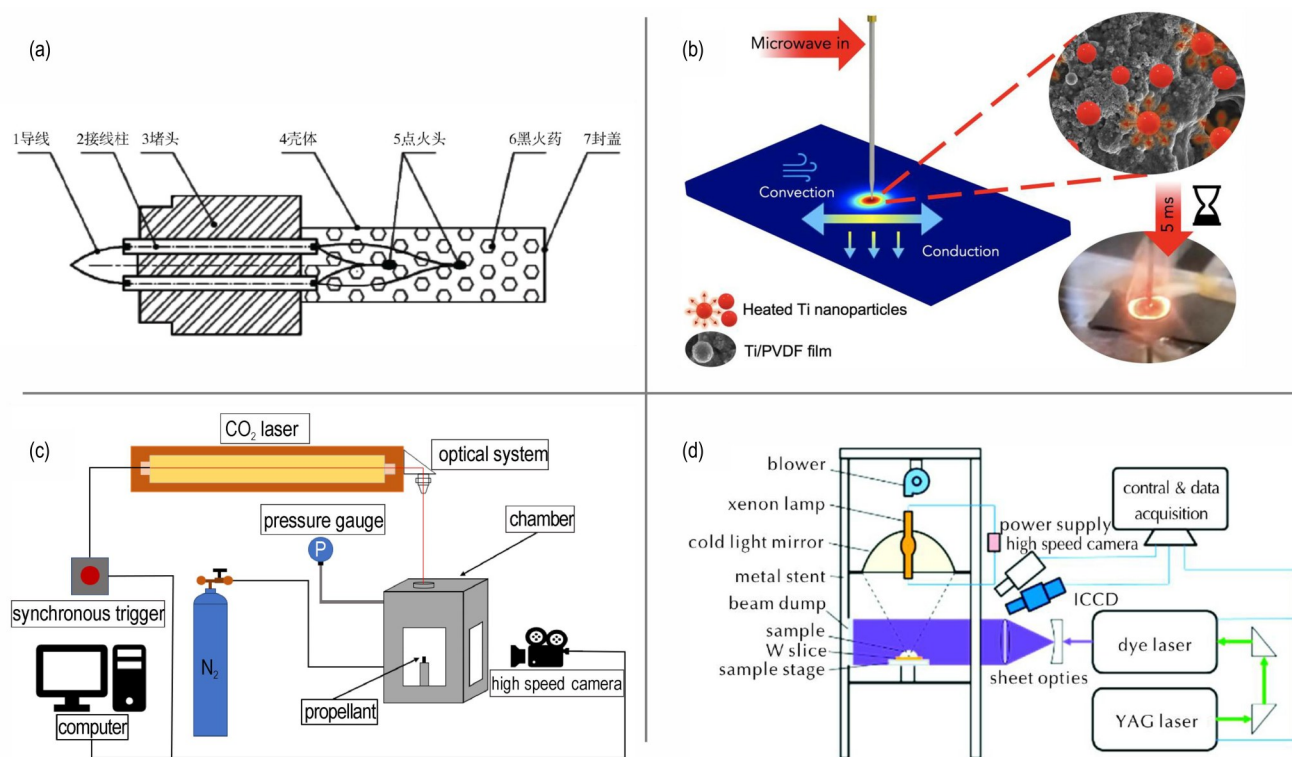 (a)
1导线
2接线柱
3堵头
4壳体
5点火头
6黑火药
7封盖
(b)
Microwave in
Convection
Conduction
5 ms
Heated Ti nanoparticles
Ti/PVDF film
(c)
CO₂ laser
optical system
pressure gauge
P
chamber
synchronous trigger
N₂
high speed camera
propellant
computer
(d)
blower
xenon lamp
cold light mirror
metal stent
beam dump
sample
W slice
sample stage
contral & data
acquisition
power supply
high speed camera
ICCD
dye laser
sheet opties
YAG laser